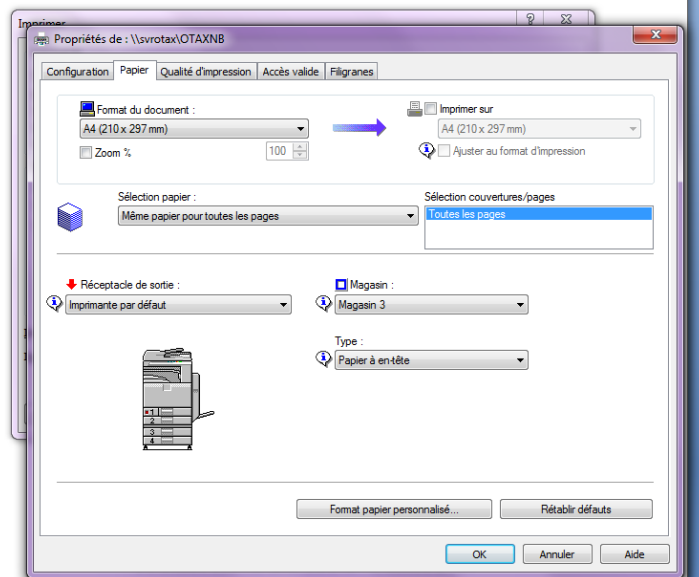 Imprimer
Propriétés de : \\svrotax\OTAXNB
Configuration Papier Qualité d'impression Accès valide Filigranes
Format du document :
A4 (210 x 297 mm)
Zoom % 100
Imprimer sur
A4 (210 x 297 mm)
Ajuster au format d'impression
Sélection papier :
Même papier pour toutes les pages
Sélection couvertures/pages
Toutes les pages
Réceptacle de sortie :
Imprimante par défaut
Magasin :
Magasin 3
Type :
Papier à en-tête
1
2
3
4
Format papier personnalisé... Rétablir défauts
OK Annuler Aide